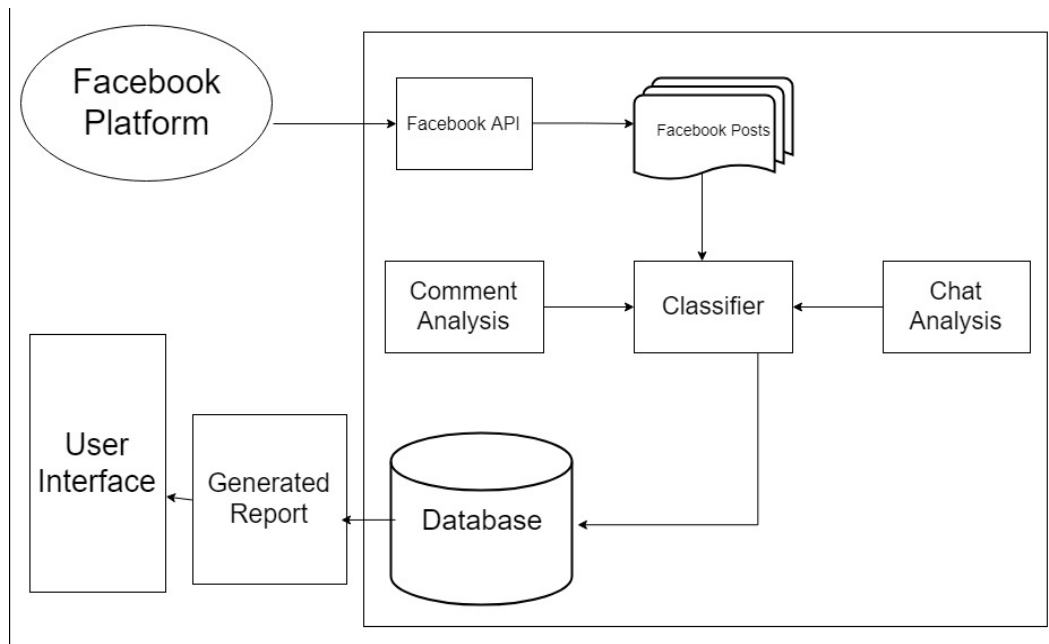 Facebook
Platform
Facebook API
Facebook Posts
Comment
Analysis
Classifier
Chat
Analysis
User
Interface
Generated
Report
Database